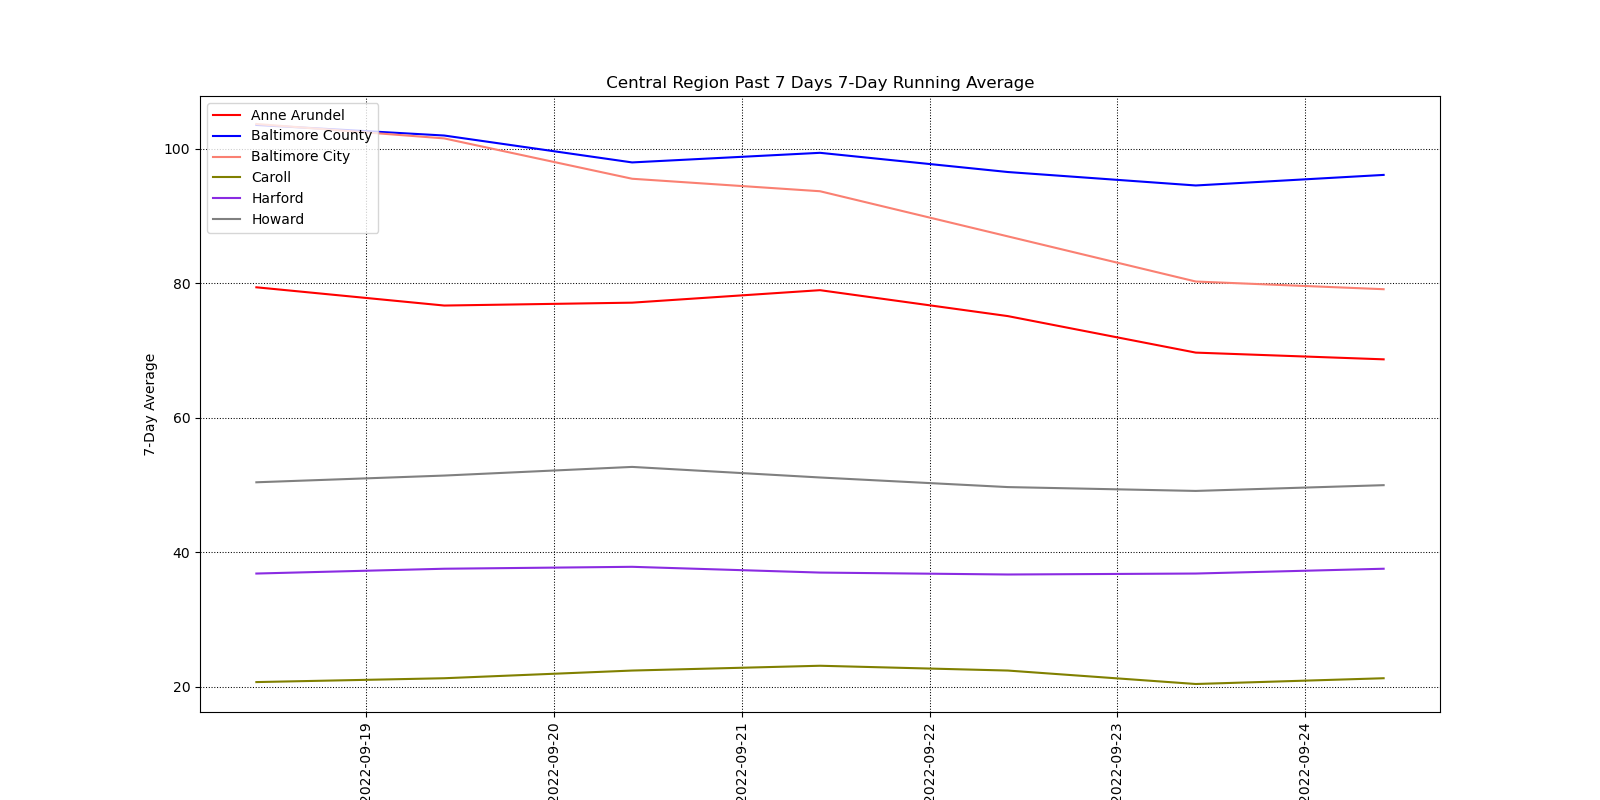 Central Region Past 7 Days 7-Day Running Average
Anne Arundel
Baltimore County
Baltimore City
Caroll
Harford
Howard
7-Day Average
100
80
60
40
20
2022-09-19
2022-09-20
2022-09-21
2022-09-22
2022-09-23
2022-09-24